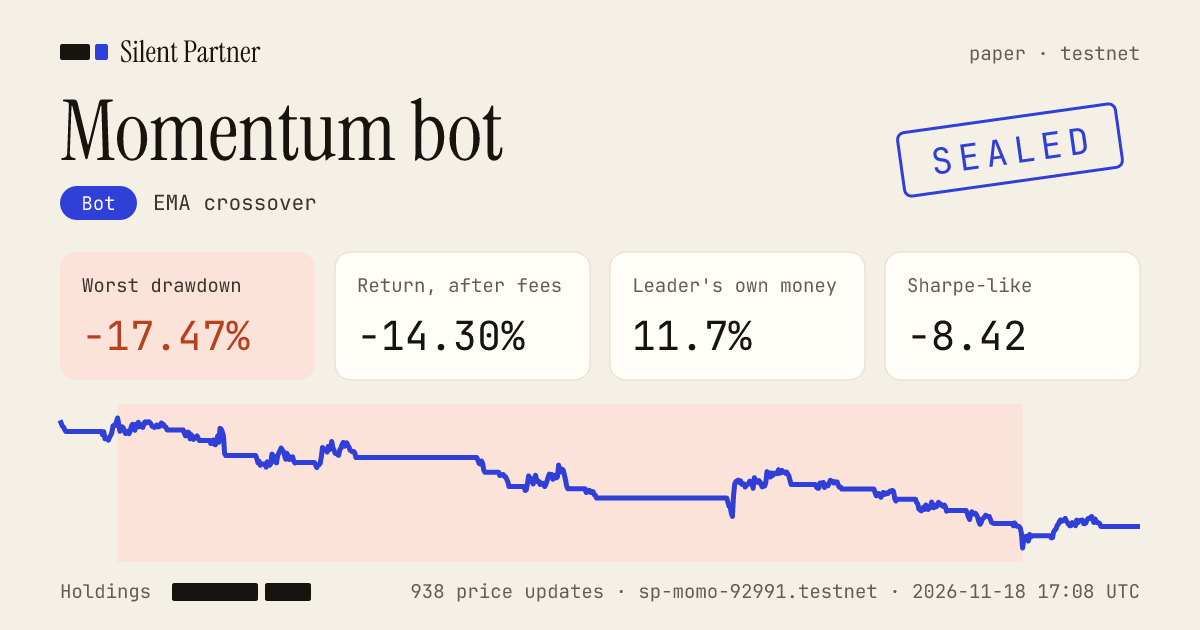 Silent Partner
paper · testnet
Momentum bot
SEALED
Bot EMA crossover
Worst drawdown
-17.47%
Return, after fees
-14.30%
Leader's own money
11.7%
Sharpe-like
-8.42
Holdings
938 price updates · sp-momo-92991.testnet · 2026-11-18 17:08 UTC